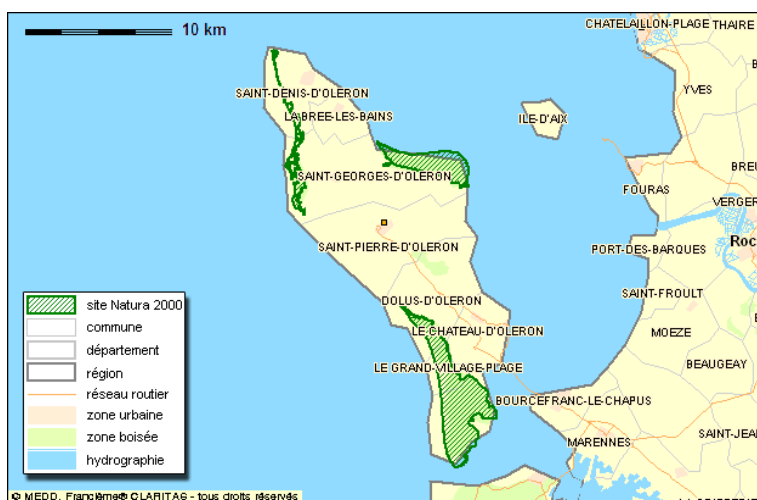 10 km
CHATELAILLON-PLAGE
THAIRE
YVES
SAINT-DENIS-D'OLERON
LA BREE-LES-BAINS
ILE-D'AIX
SAINT-GEORGES-D'OLERON
FOURAS
BREU
VERGER
SAINT-PIERRE-D'OLERON
PORT-DES-BARQUES
Roc
SAINT-FROULT
DOLUS-D'OLERON
LE CHATEAU-D'OLERON
MOEZE
LE GRAND-VILLAGE-PLAGE
BEAUGEAY
BOURCEFRANC-LE-CHAPUS
MARENNES
SAINT-JEA
site Natura 2000
commune
département
région
réseau routier
zone urbaine
zone boisée
hydrographie
© MEDD, Francième® CLARITAS - tous droits réservés